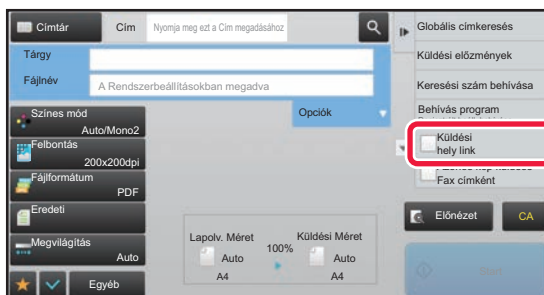 Címtár
Cím
Nyomja meg ezt a Cím megadásához
Tárgy
Fájlnév
A Rendszerbeállításokban megadva
Opciók
Színes mód
Auto/Mono2
Felbontás
200x200dpi
Fájlformátum
PDF
Eredeti
Megvilágítás
Auto
Egyéb
Lapolv. Méret
Auto
A4
100%
Küldési Méret
Auto
A4
Globális címkeresés
Küldési előzmények
Keresési szám behívása
Behívás program
Küldési
hely link
Fax címként
Előnézet
CA
Start